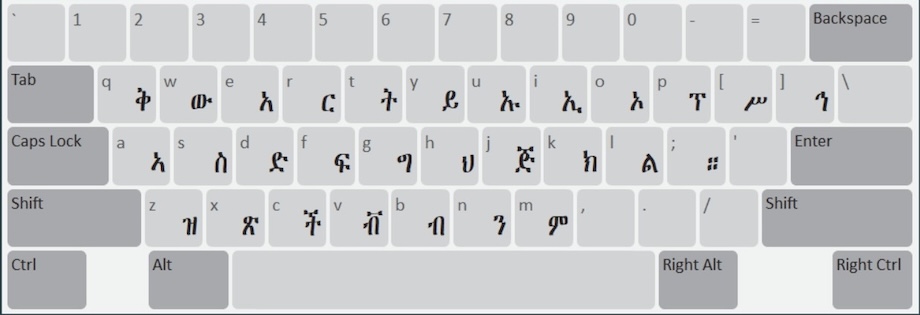 ` 1 2 3 4 5 6 7 8 9 0 - = Backspace
Tab q ቅ w ው e እ r ር t ት y ይ u ኡ i ኢ o ኦ p ፕ [ ሥ ] ኅ \
Caps Lock a ኣ s ስ d ድ f ፍ g ግ h ህ j ጅ k ክ l ል ; ። ' Enter
Shift z ዝ x ጽ c ች v ቭ b ብ n ን m ም , . / Shift
Ctrl Alt Right Alt Right Ctrl